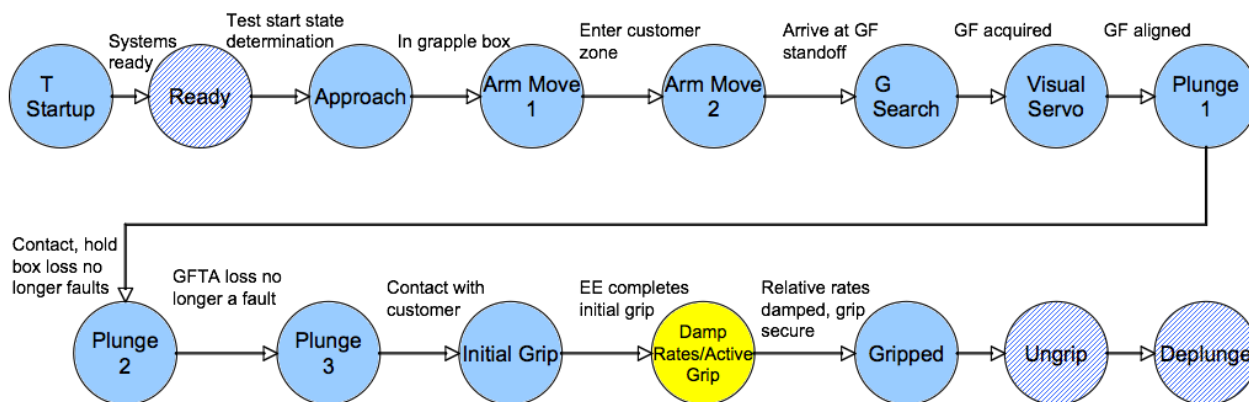 Systems
ready
Test start state
determination
In grapple box
Enter customer
zone
Arrive at GF
standoff
GF acquired
GF aligned
T
Startup
Ready
Approach
Arm Move
1
Arm Move
2
G
Search
Visual
Servo
Plunge
1
Contact, hold
box loss no
longer faults
GFTA loss no
longer a fault
Contact with
customer
EE completes
initial grip
Relative rates
damped, grip
secure
Plunge
2
Plunge
3
Initial Grip
Damp
Rates/Active
Grip
Gripped
Ungrip
Deplunge